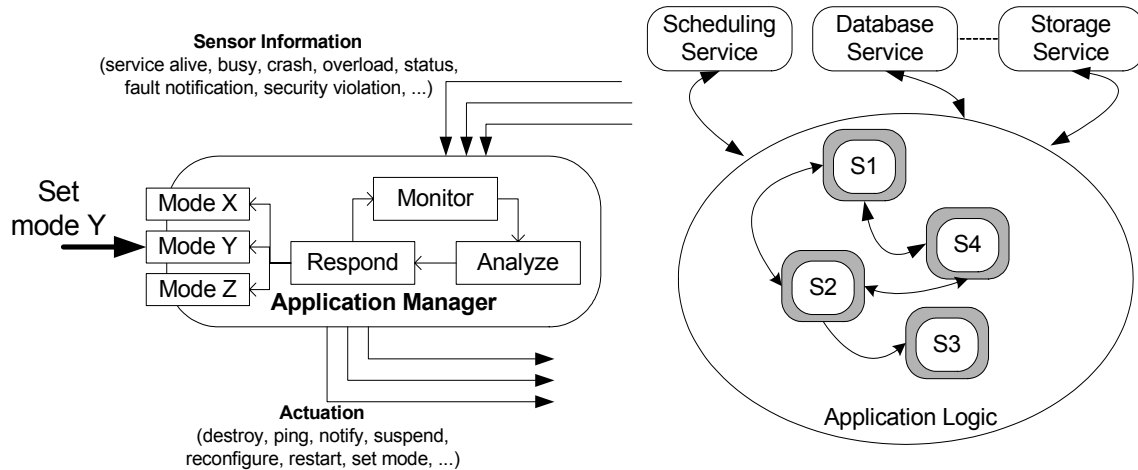 Sensor Information
(service alive, busy, crash, overload, status,
fault notification, security violation, ...)
Set
mode Y
Mode X
Mode Y
Mode Z
Monitor
Respond
Analyze
Application Manager
Actuation
(destroy, ping, notify, suspend,
reconfigure, restart, set mode, ...)
Scheduling
Service
Database
Service
Storage
Service
S1
S4
S2
S3
Application Logic